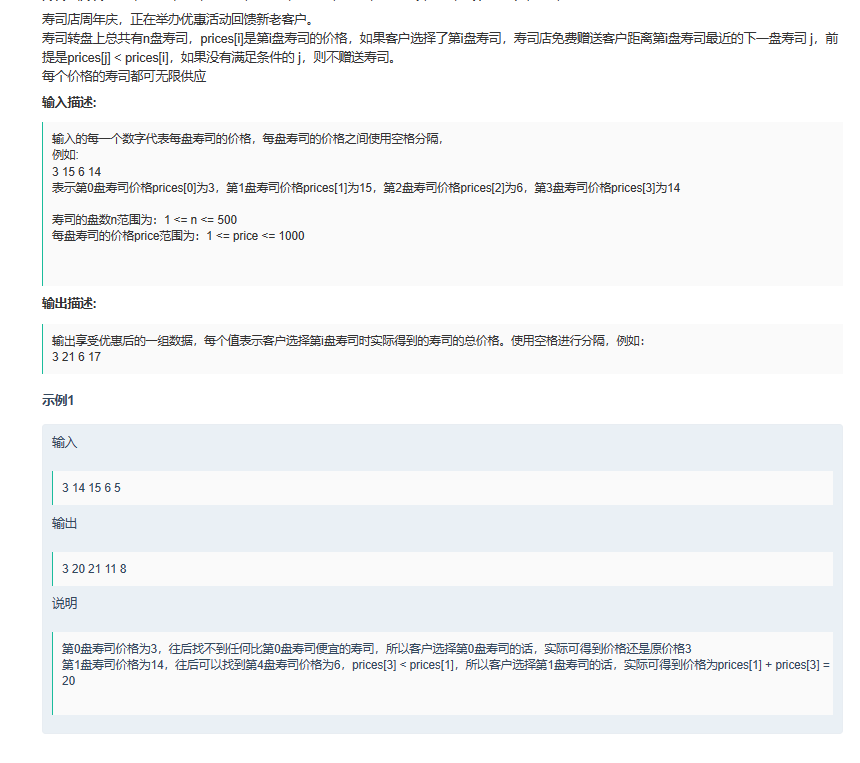 寿司店周年庆，正在举办优惠活动回馈新老客户。
寿司转盘上总共有n盘寿司，prices[i]是第i盘寿司的价格，如果客户选择了第i盘寿司，寿司店免费赠送客户距离第i盘寿司最近的下一盘寿司 j，前
提是prices[j] < prices[i]，如果没有满足条件的 j，则不赠送寿司。
每个价格的寿司都可无限供应
输入描述:
输入的每一个数字代表每盘寿司的价格，每盘寿司的价格之间使用空格分隔，
例如:
3 15 6 14
表示第0盘寿司价格prices[0]为3，第1盘寿司价格prices[1]为15，第2盘寿司价格prices[2]为6，第3盘寿司价格prices[3]为14
寿司的盘数n范围为：1 <= n <= 500
每盘寿司的价格price范围为：1 <= price <= 1000
输出描述:
输出享受优惠后的一组数据，每个值表示客户选择第i盘寿司时实际得到的寿司的总价格。使用空格进行分隔，例如：
3 21 6 17
示例1
输入
3 14 15 6 5
输出
3 20 21 11 8
说明
第0盘寿司价格为3，往后找不到任何比第0盘寿司便宜的寿司，所以客户选择第0盘寿司的话，实际可得到价格还是原价格3
第1盘寿司价格为14，往后可以找到第4盘寿司价格为6，prices[3] < prices[1]，所以客户选择第1盘寿司的话，实际可得到价格为prices[1] + prices[3] =
20